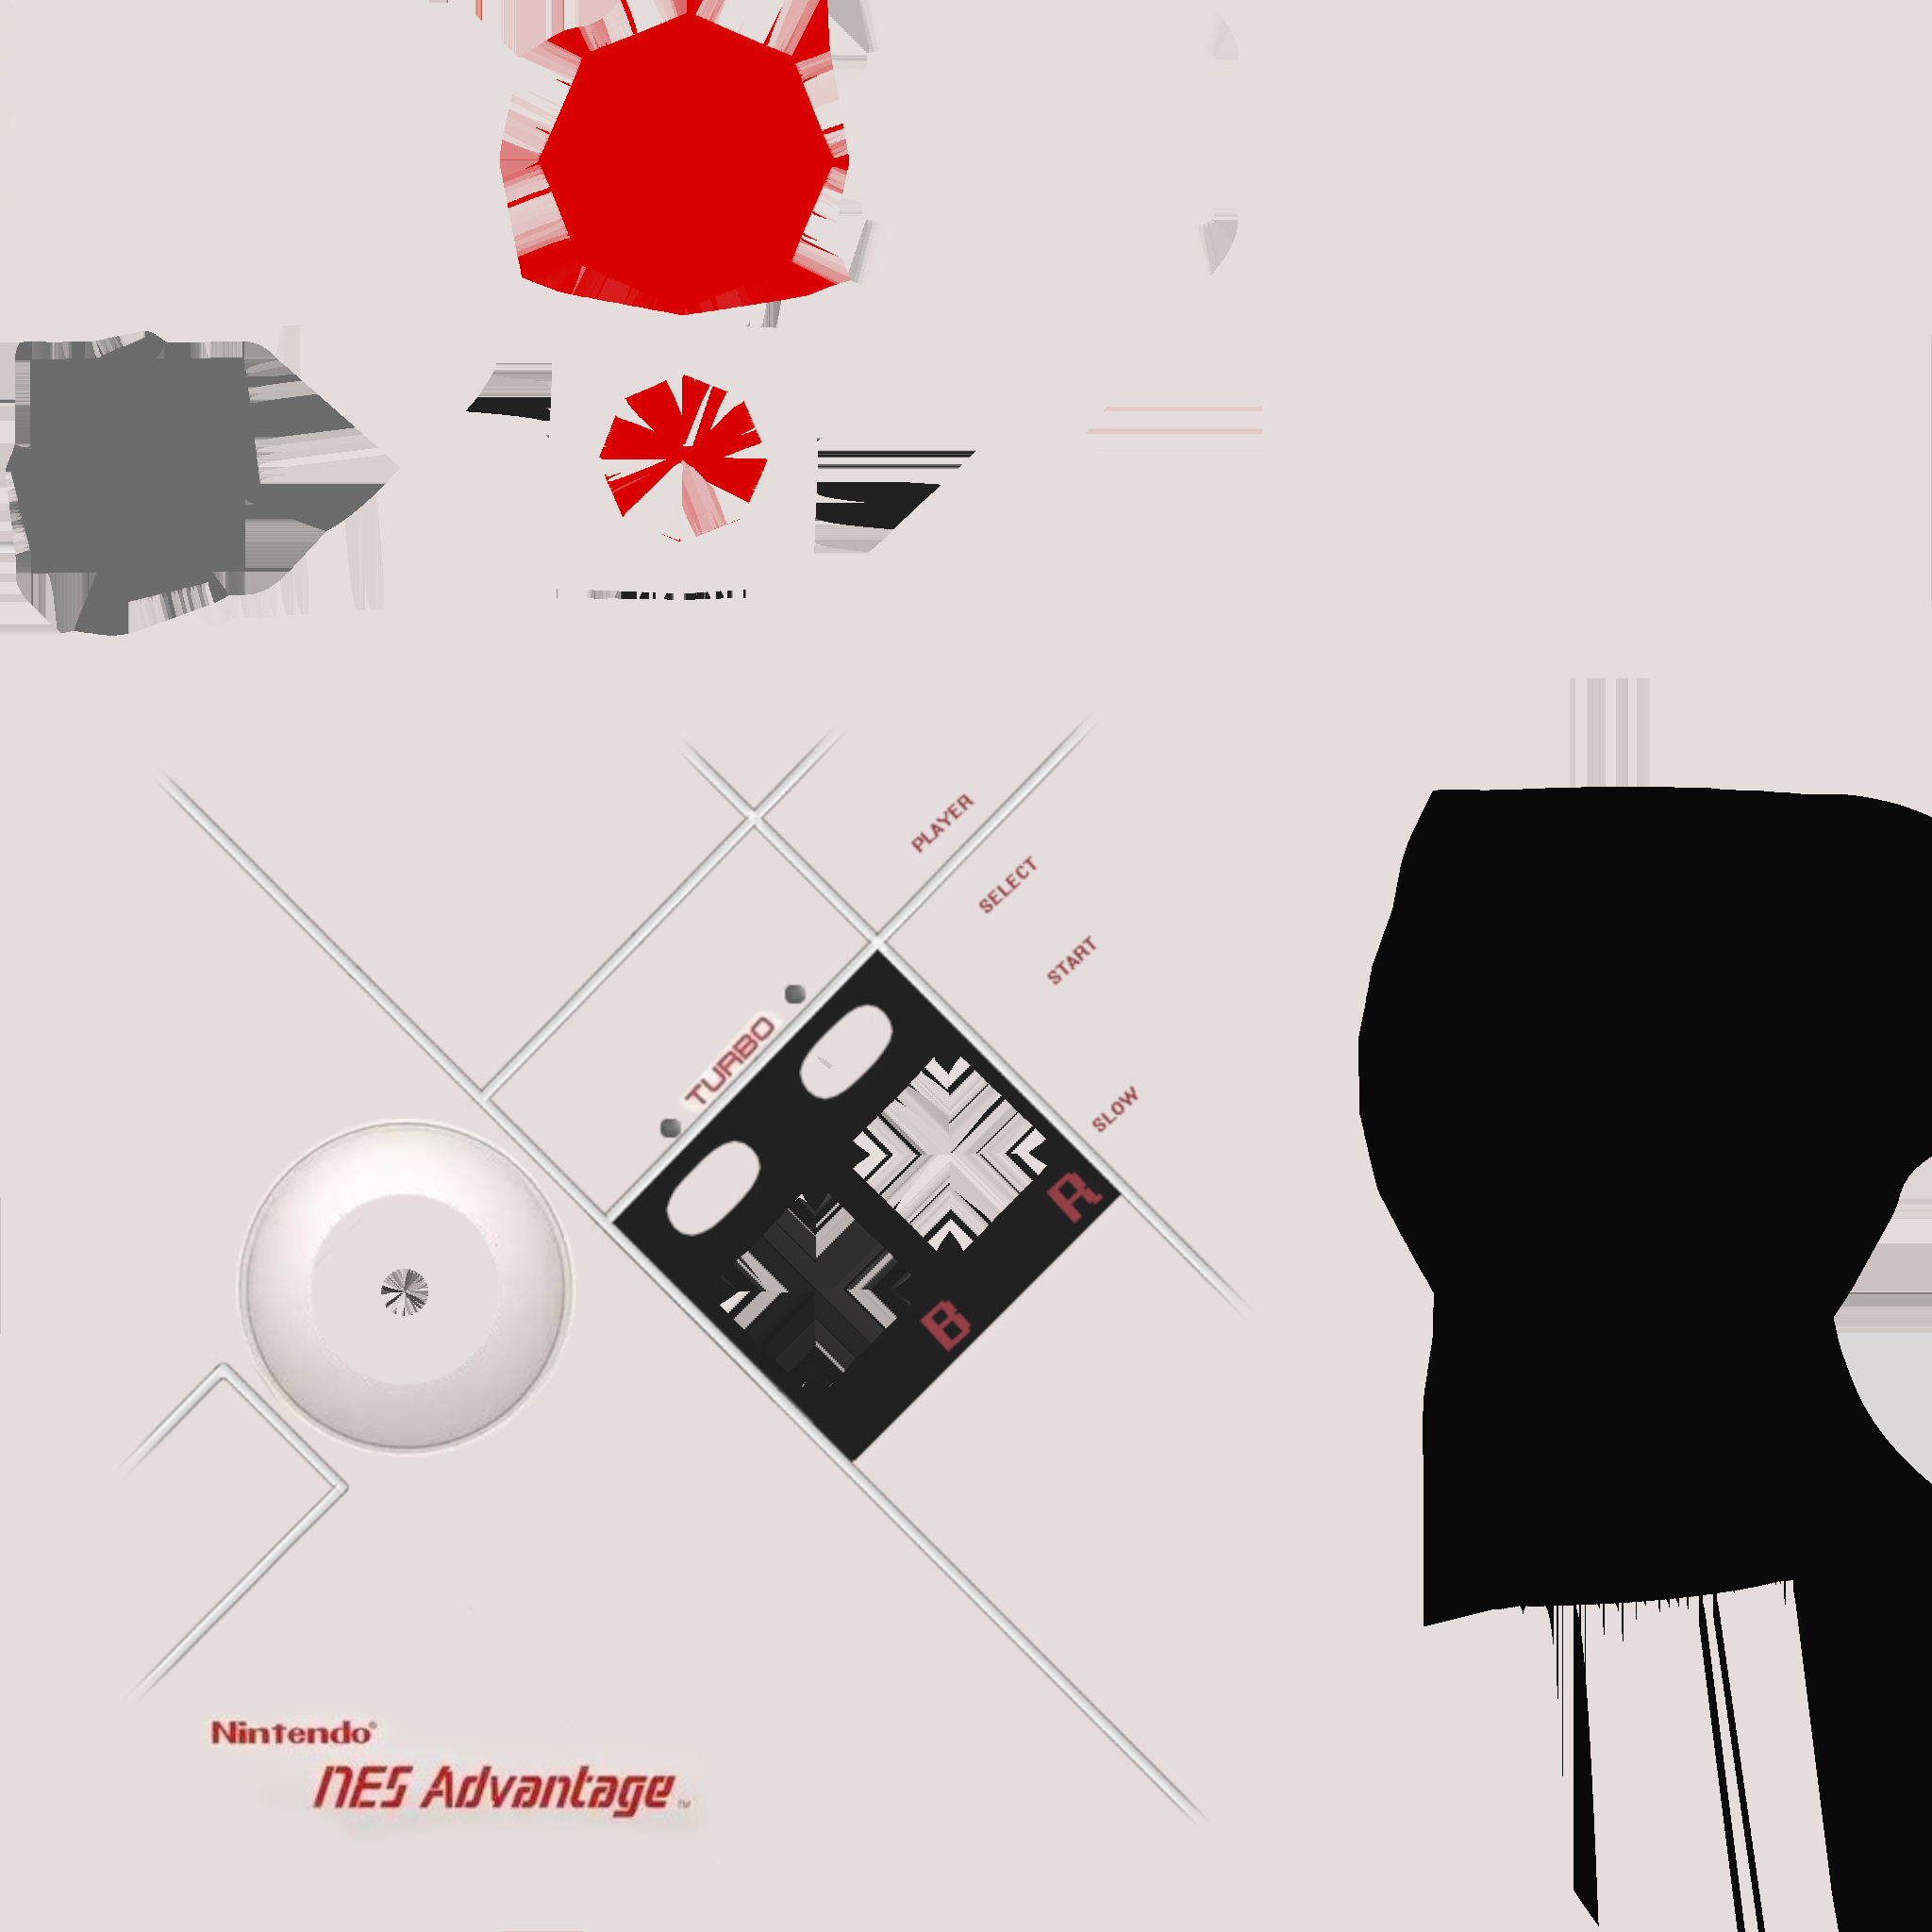 PLAYER
SELECT
START
TURBO
SLOW
A
B
Nintendo®
NES Advantage™